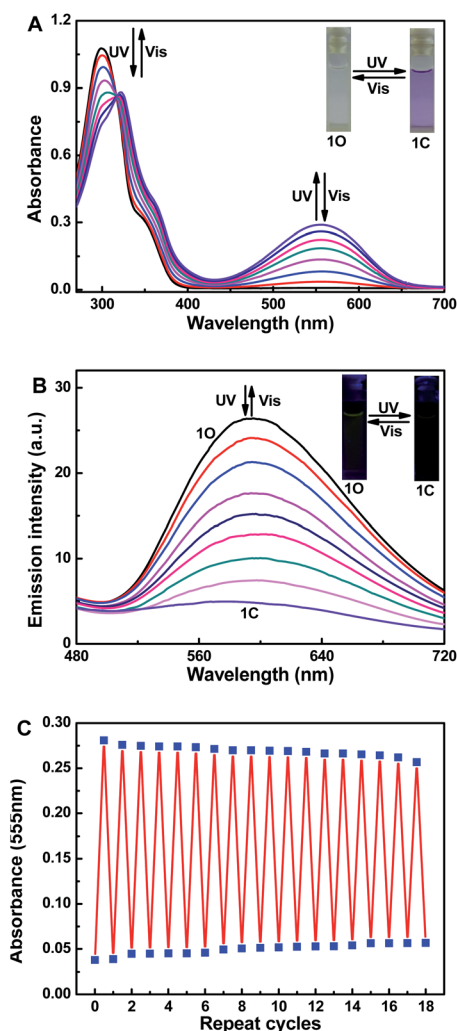 A
UV Vis
UV
Vis
1O 1C
UV Vis
Absorbance
1.2
0.9
0.6
0.3
0.0
300 400 500 600 700
Wavelength (nm)
B
UV Vis
1O
UV
Vis
1O 1C
1C
Emission intensity (a.u.)
30
20
10
0
480 560 640 720
Wavelength (nm)
C
Absorbance (555nm)
0.30
0.25
0.20
0.15
0.10
0.05
0.00
0 2 4 6 8 10 12 14 16 18
Repeat cycles